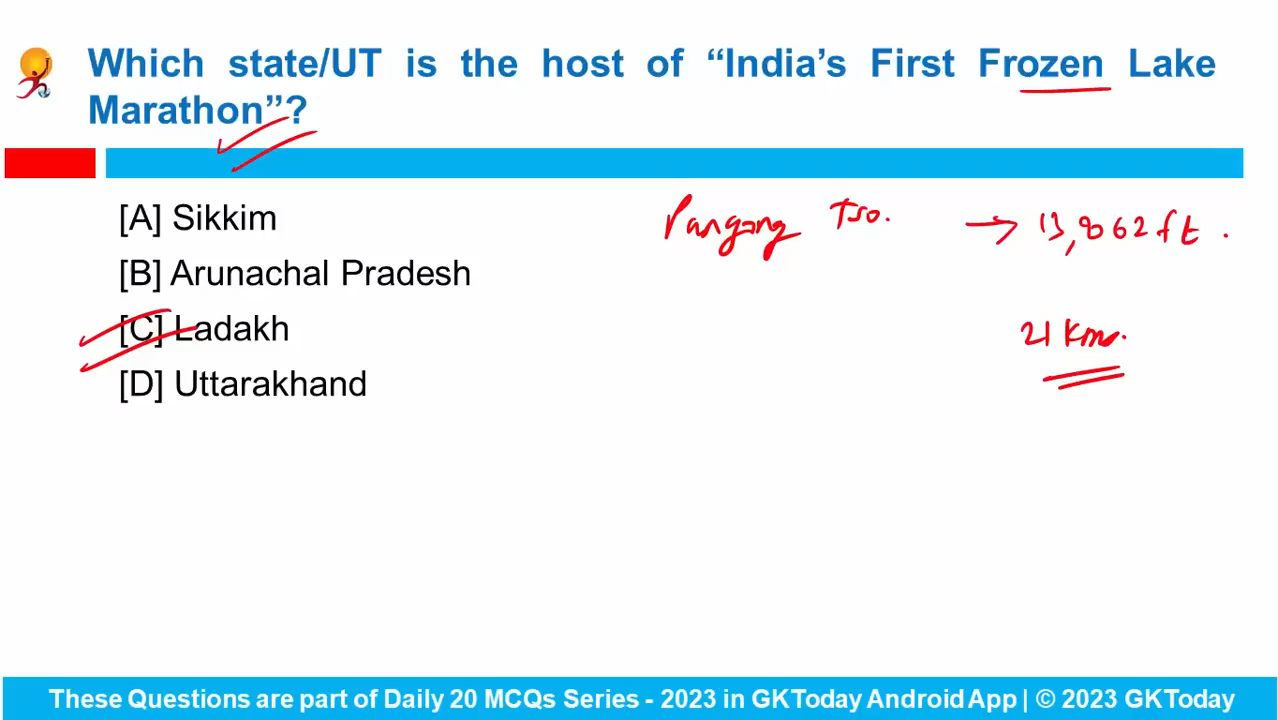 Which state/UT is the host of “India’s First Frozen Lake
Marathon”?
[A] Sikkim
[B] Arunachal Pradesh
[C] Ladakh
[D] Uttarakhand
Pangong Tso. → 13,862 ft.
21 Kms.
These Questions are part of Daily 20 MCQs Series - 2023 in GKToday Android App | © 2023 GKToday